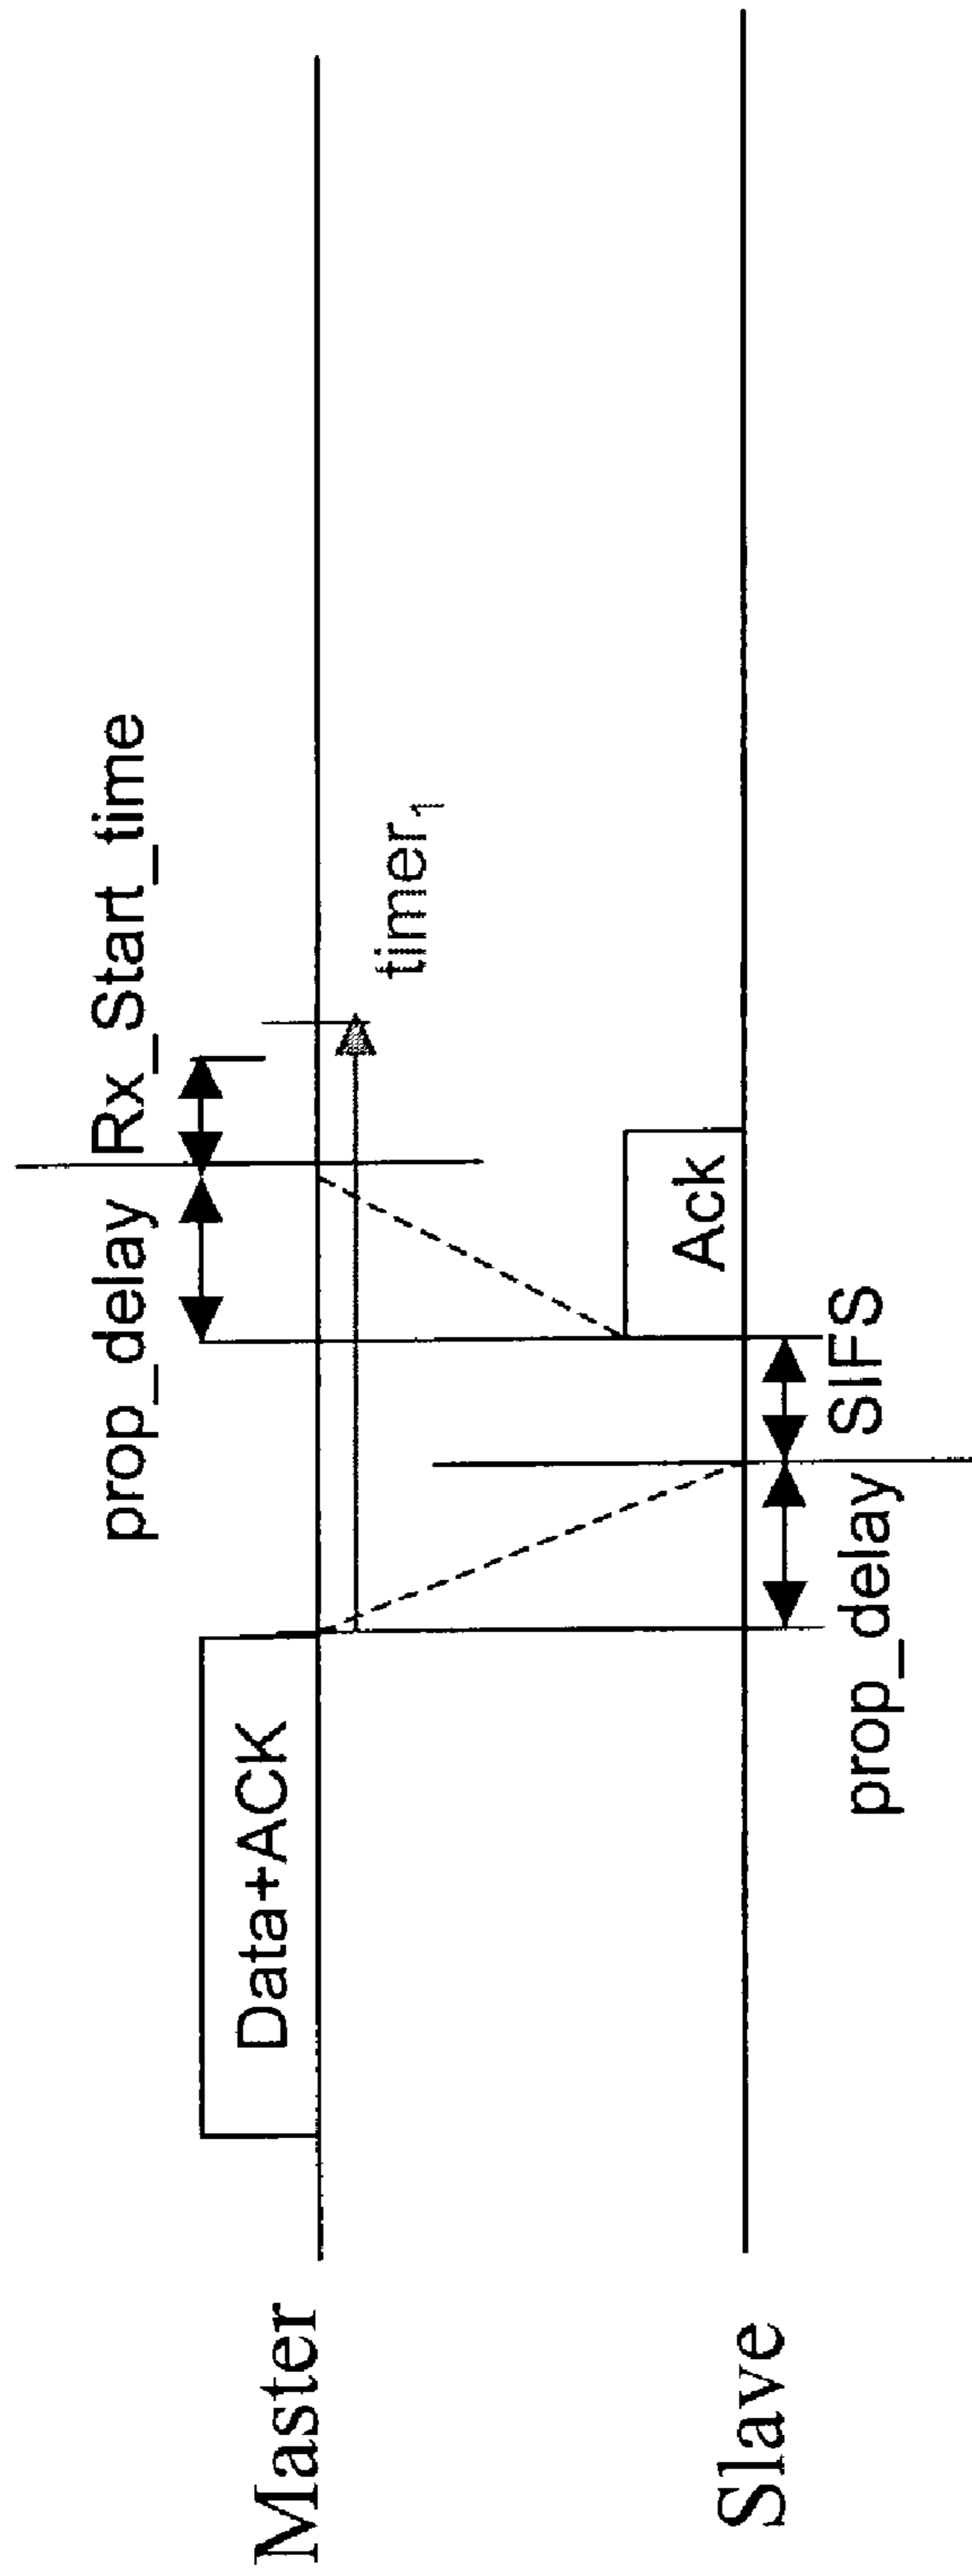 prop_delay Rx_Start_time
Master
Data+ACK
timer1
Ack
Slave
prop_delay
SIFS